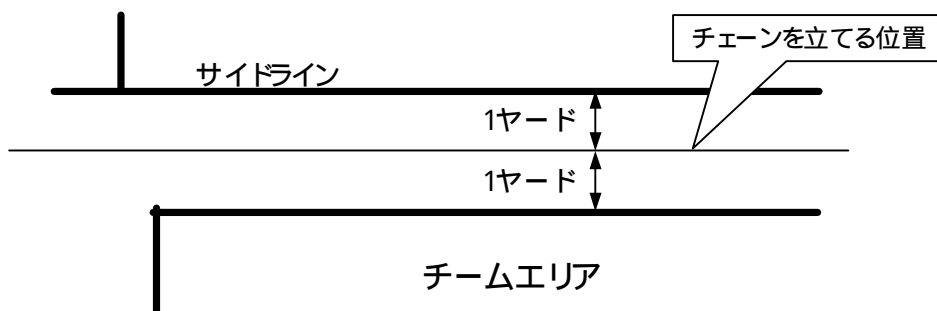 チェーンを立てる位置
サイドライン
1ヤード
1ヤード
チームエリア